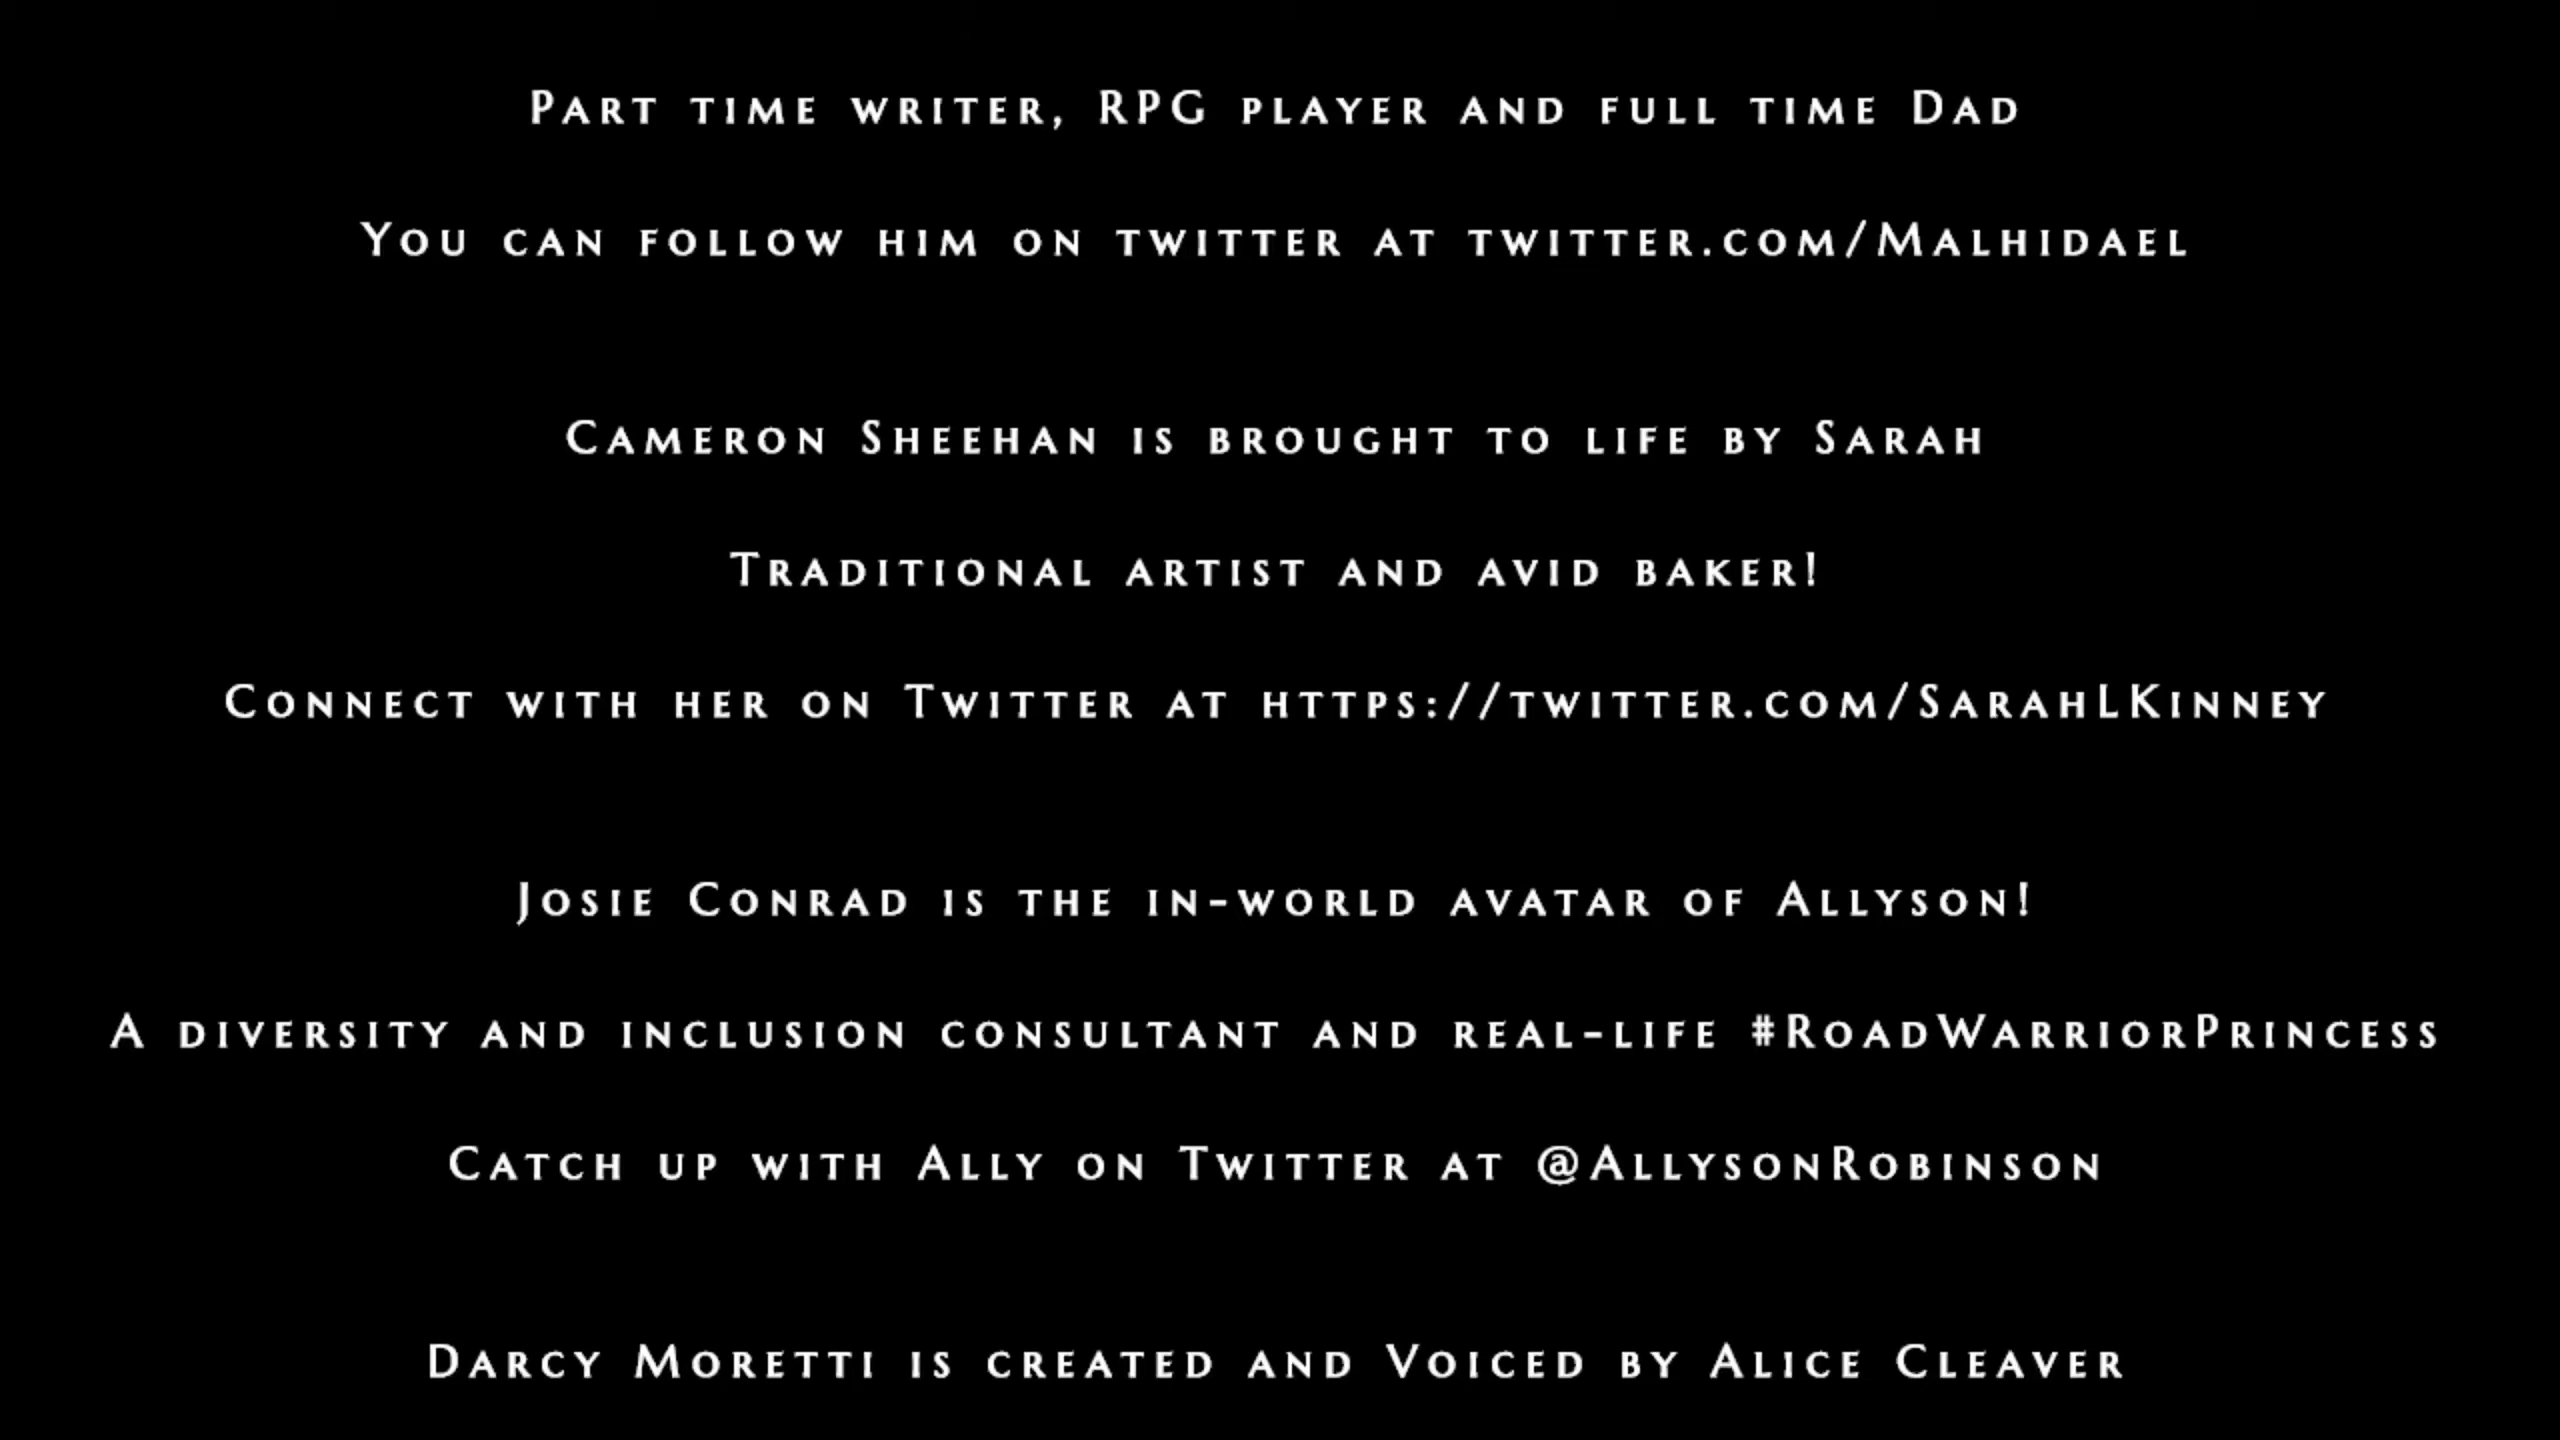 Part time writer, RPG player and full time Dad
You can follow him on twitter at twitter.com/Malhidael
Cameron Sheehan is brought to life by Sarah
Traditional artist and avid baker!
Connect with her on Twitter at https://twitter.com/SarahLKinney
Josie Conrad is the in-world avatar of Allyson!
A diversity and inclusion consultant and real-life #RoadWarriorPrincess
Catch up with Ally on Twitter at @AllysonRobinson
Darcy Moretti is created and Voiced by Alice Cleaver